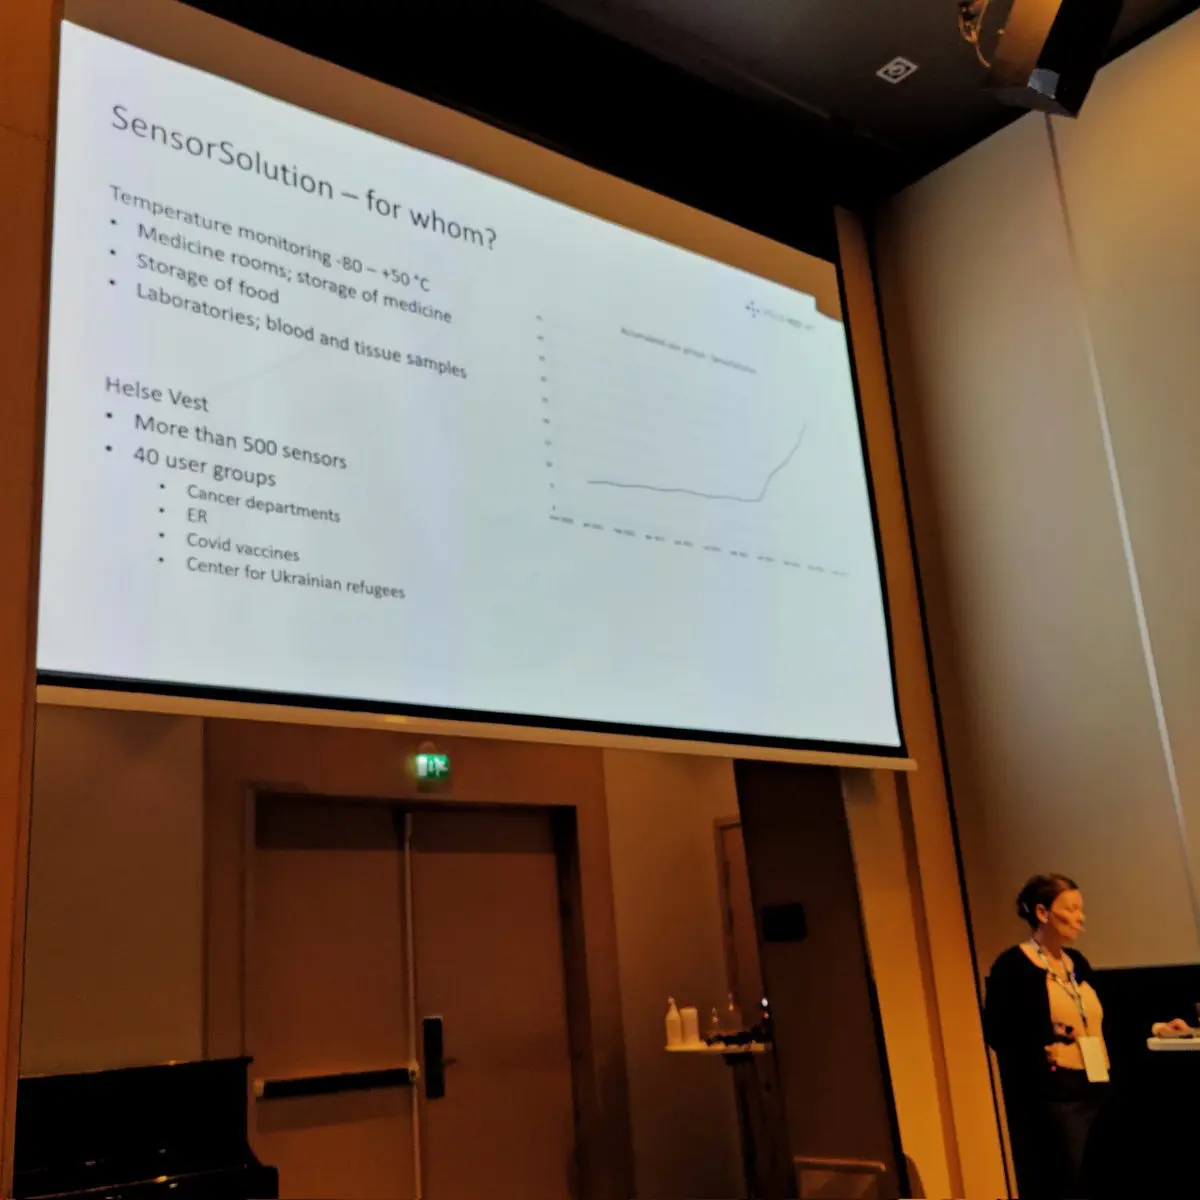 SensorSolution – for whom?
Temperature monitoring -80 – +50 °C
• Medicine rooms; storage of medicine
• Storage of food
• Laboratories; blood and tissue samples
Helse Vest
• More than 500 sensors
• 40 user groups
• Cancer departments
• ER
• Covid vaccines
• Center for Ukrainian refugees